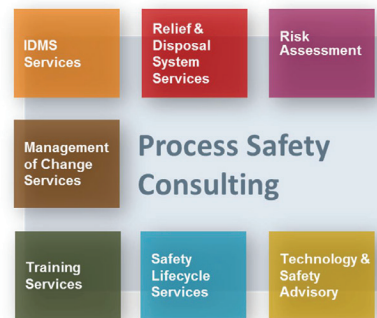 IDMS
Services
Relief &
Disposal
System
Services
Risk
Assessment
Management
of Change
Services
Process Safety
Consulting
Training
Services
Safety
Lifecycle
Services
Technology &
Safety
Advisory